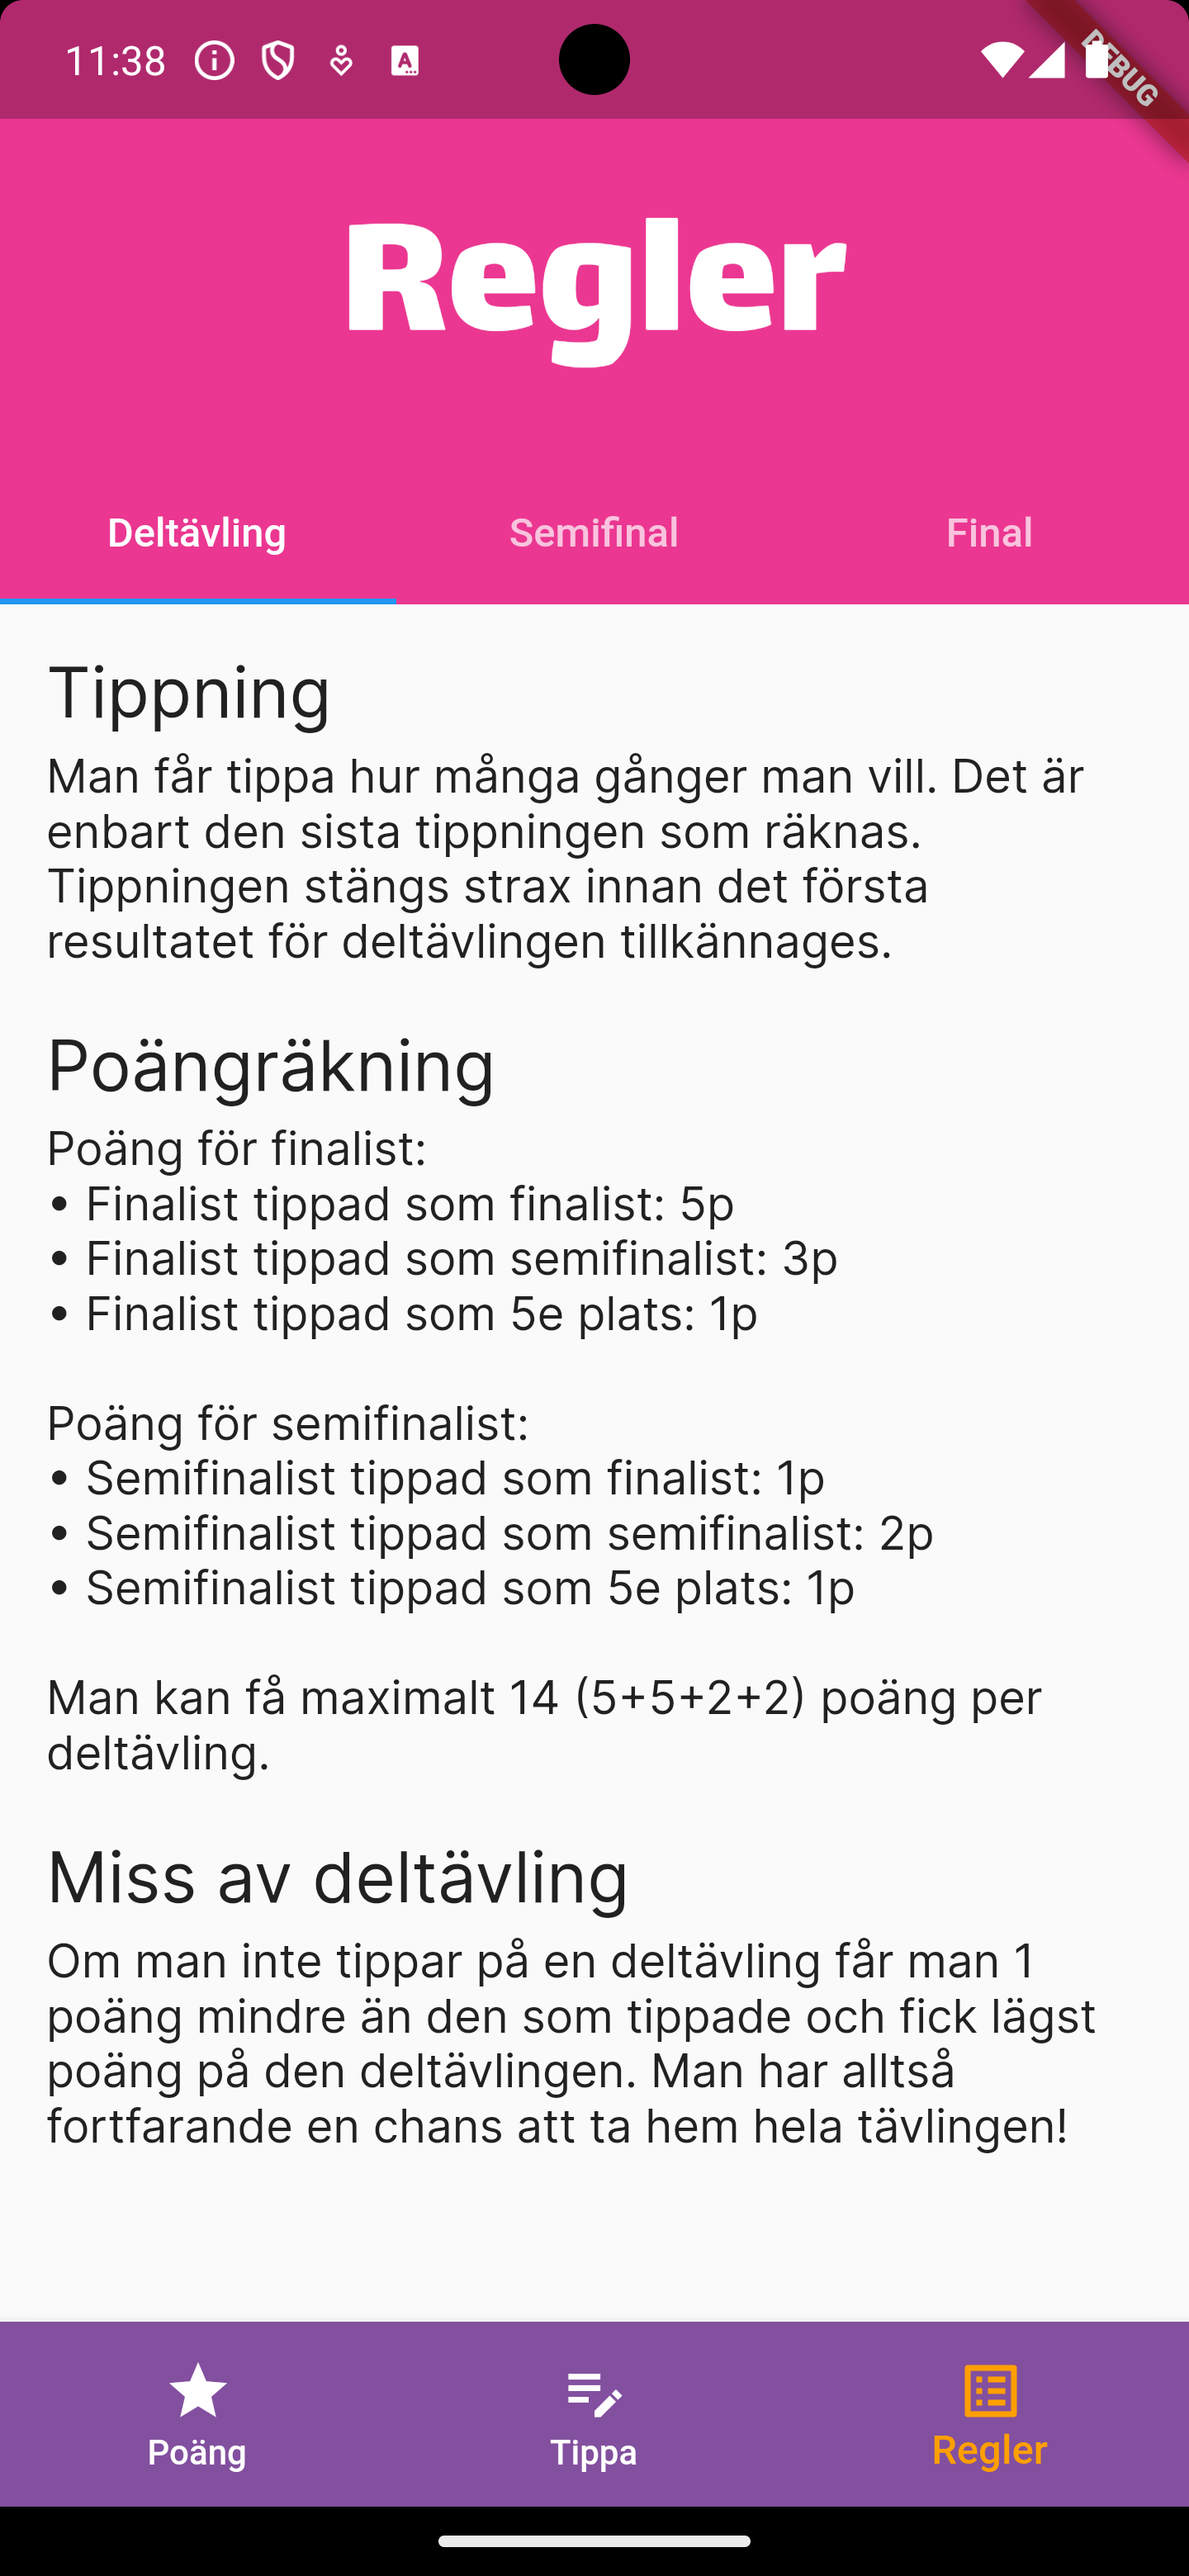 11:38
DEBUG
Regler
Deltävling Semifinal Final
Tippning
Man får tippa hur många gånger man vill. Det är
enbart den sista tippningen som räknas.
Tippningen stängs strax innan det första
resultatet för deltävlingen tillkännages.
Poängräkning
Poäng för finalist:
• Finalist tippad som finalist: 5p
• Finalist tippad som semifinalist: 3p
• Finalist tippad som 5e plats: 1p
Poäng för semifinalist:
• Semifinalist tippad som finalist: 1p
• Semifinalist tippad som semifinalist: 2p
• Semifinalist tippad som 5e plats: 1p
Man kan få maximalt 14 (5+5+2+2) poäng per
deltävling.
Miss av deltävling
Om man inte tippar på en deltävling får man 1
poäng mindre än den som tippade och fick lägst
poäng på den deltävlingen. Man har alltså
fortfarande en chans att ta hem hela tävlingen!
Poäng Tippa Regler